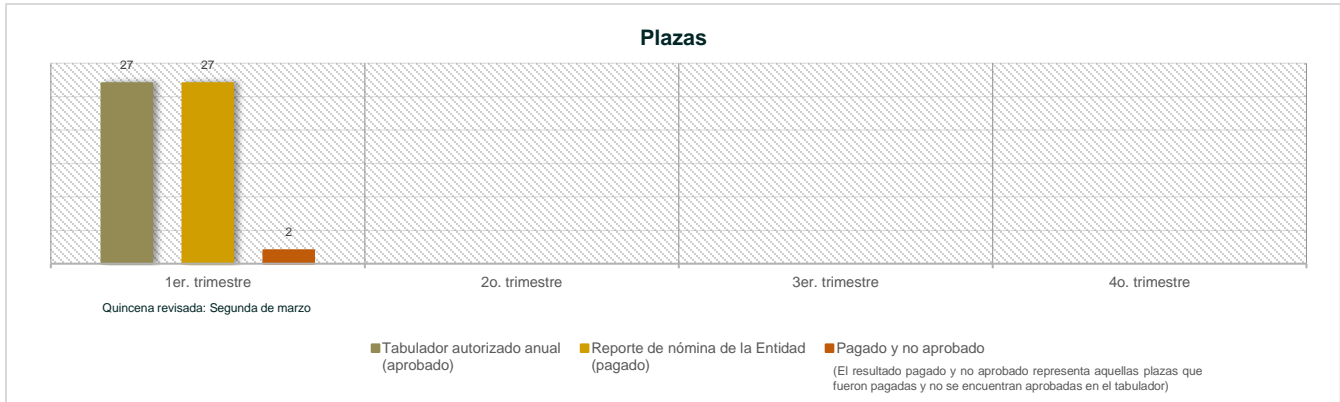 Plazas
27
27
2
1er. trimestre
2o. trimestre
3er. trimestre
4o. trimestre
Quincena revisada: Segunda de marzo
Tabulador autorizado anual
(aprobado)
Reporte de nómina de la Entidad
(pagado)
Pagado y no aprobado
(El resultado pagado y no aprobado representa aquellas plazas que
fueron pagadas y no se encuentran aprobadas en el tabulador)